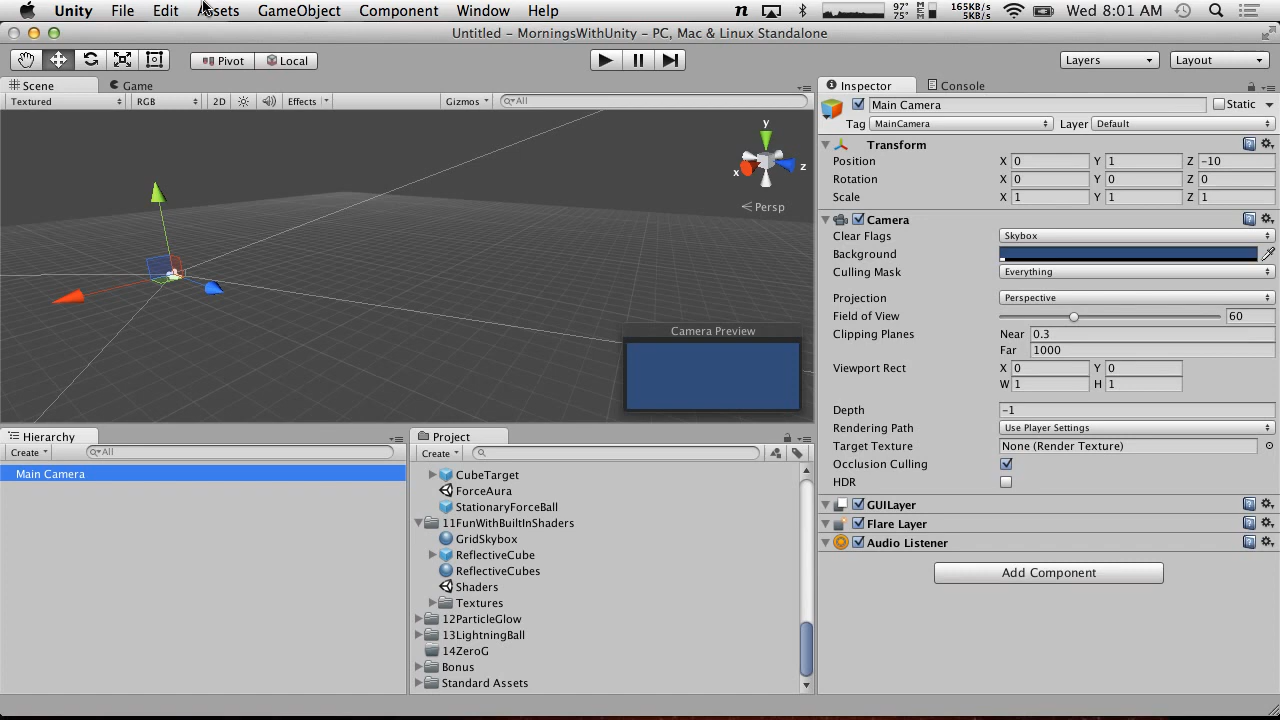 Unity File Edit Assets GameObject Component Window Help 97° 75° 165KB/s 5KB/s Wed 8:01 AM
Untitled - MorningsWithUnity - PC, Mac & Linux Standalone
Pivot Local Layers Layout
Scene Game
Textured RGB 2D Effects Gizmos All
y
x
z
Persp
Camera Preview
Hierarchy
Create All
Main Camera
Project
Create
CubeTarget
ForceAura
StationaryForceBall
11FunWithBuiltInShaders
GridSkybox
ReflectiveCube
ReflectiveCubes
Shaders
Textures
12ParticleGlow
13LightningBall
14ZeroG
Bonus
Standard Assets
Inspector Console
Main Camera Static
Tag MainCamera Layer Default
Transform
Position X 0 Y 1 Z -10
Rotation X 0 Y 0 Z 0
Scale X 1 Y 1 Z 1
Camera
Clear Flags Skybox
Background
Culling Mask Everything
Projection Perspective
Field of View 60
Clipping Planes Near 0.3
Far 1000
Viewport Rect X 0 Y 0
W 1 H 1
Depth -1
Rendering Path Use Player Settings
Target Texture None (Render Texture)
Occlusion Culling
HDR
GUILayer
Flare Layer
Audio Listener
Add Component